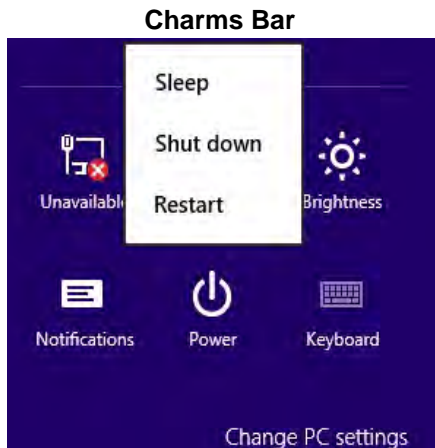 Charms Bar
Sleep
Shut down
Restart
Unavailabl
Brightness
Notifications
Power
Keyboard
Change PC settings